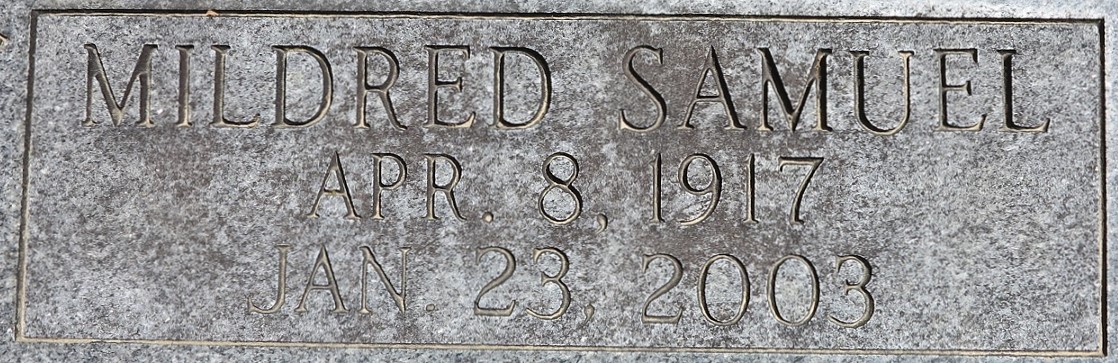 MILDRED SAMUEL
APR. 8, 1917
JAN. 23, 2003